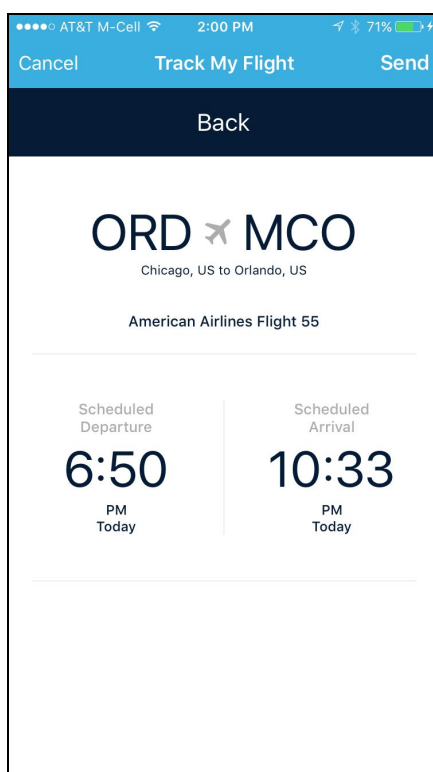 AT&T M-Cell 2:00 PM 71%
Cancel Track My Flight Send
Back
ORD MCO
Chicago, US to Orlando, US
American Airlines Flight 55
Scheduled
Departure
6:50
PM
Today
Scheduled
Arrival
10:33
PM
Today